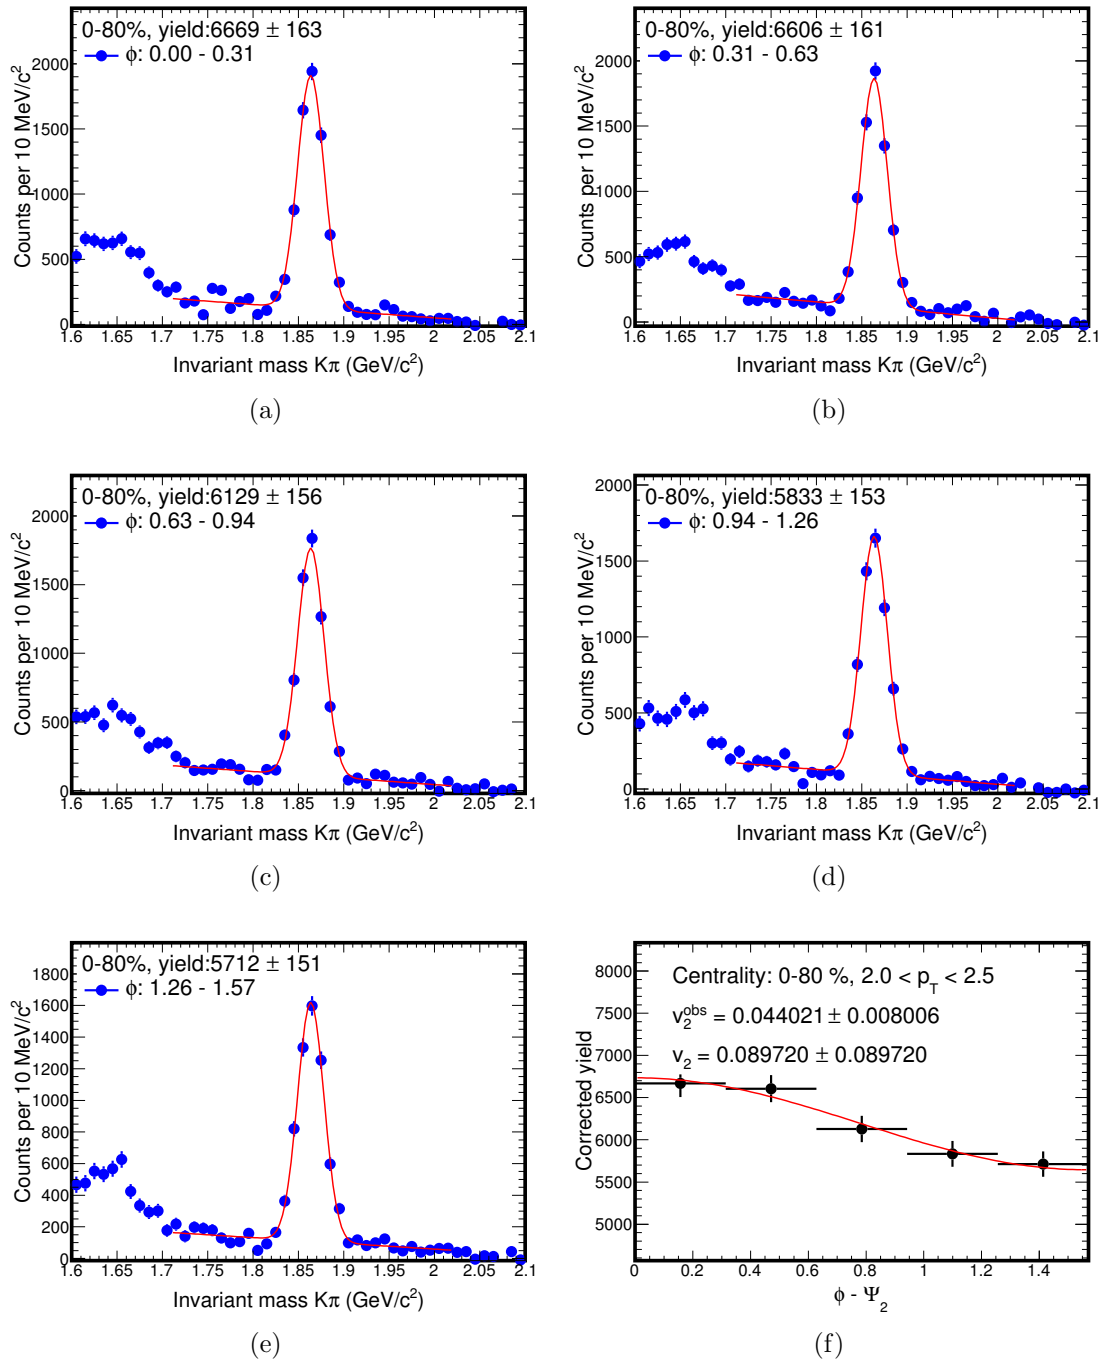 0-80%, yield:6669 ± 163
ϕ: 0.00 - 0.31
Counts per 10 MeV/c²
2000
1500
1000
500
0
1.6 1.65 1.7 1.75 1.8 1.85 1.9 1.95 2 2.05 2.1
Invariant mass Kπ (GeV/c²)
(a)
0-80%, yield:6606 ± 161
ϕ: 0.31 - 0.63
Counts per 10 MeV/c²
2000
1500
1000
500
0
1.6 1.65 1.7 1.75 1.8 1.85 1.9 1.95 2 2.05 2.1
Invariant mass Kπ (GeV/c²)
(b)
0-80%, yield:6129 ± 156
ϕ: 0.63 - 0.94
Counts per 10 MeV/c²
2000
1500
1000
500
0
1.6 1.65 1.7 1.75 1.8 1.85 1.9 1.95 2 2.05 2.1
Invariant mass Kπ (GeV/c²)
(c)
0-80%, yield:5833 ± 153
ϕ: 0.94 - 1.26
Counts per 10 MeV/c²
2000
1500
1000
500
0
1.6 1.65 1.7 1.75 1.8 1.85 1.9 1.95 2 2.05 2.1
Invariant mass Kπ (GeV/c²)
(d)
0-80%, yield:5712 ± 151
ϕ: 1.26 - 1.57
Counts per 10 MeV/c²
1800
1600
1400
1200
1000
800
600
400
200
0
1.6 1.65 1.7 1.75 1.8 1.85 1.9 1.95 2 2.05 2.1
Invariant mass Kπ (GeV/c²)
(e)
Centrality: 0-80 %, 2.0 < p_T < 2.5
v₂^obs = 0.044021 ± 0.008006
v₂ = 0.089720 ± 0.089720
Corrected yield
8000
7500
7000
6500
6000
5500
5000
0 0.2 0.4 0.6 0.8 1 1.2 1.4
ϕ - Ψ₂
(f)